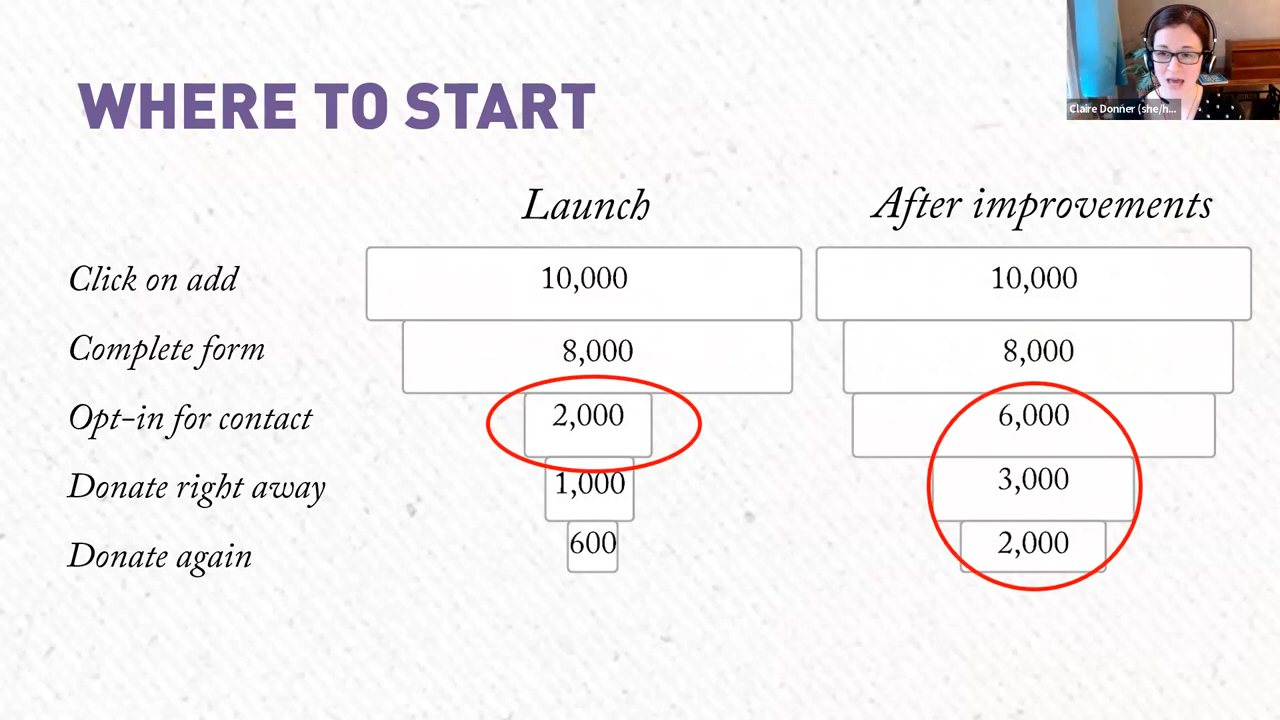 WHERE TO START
Claire Donner (she/h...
Launch
After improvements
Click on add
10,000
10,000
Complete form
8,000
8,000
Opt-in for contact
2,000
6,000
Donate right away
1,000
3,000
Donate again
600
2,000